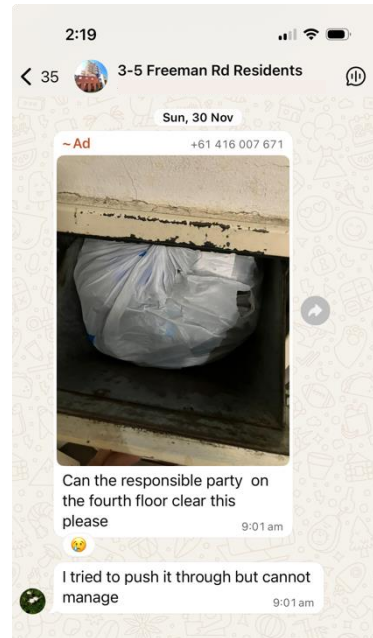 2:19
35
3-5 Freeman Rd Residents
Sun, 30 Nov
~Ad +61 416 007 671
Can the responsible party on
the fourth floor clear this
please
9:01 am
I tried to push it through but cannot
manage
9:01 am